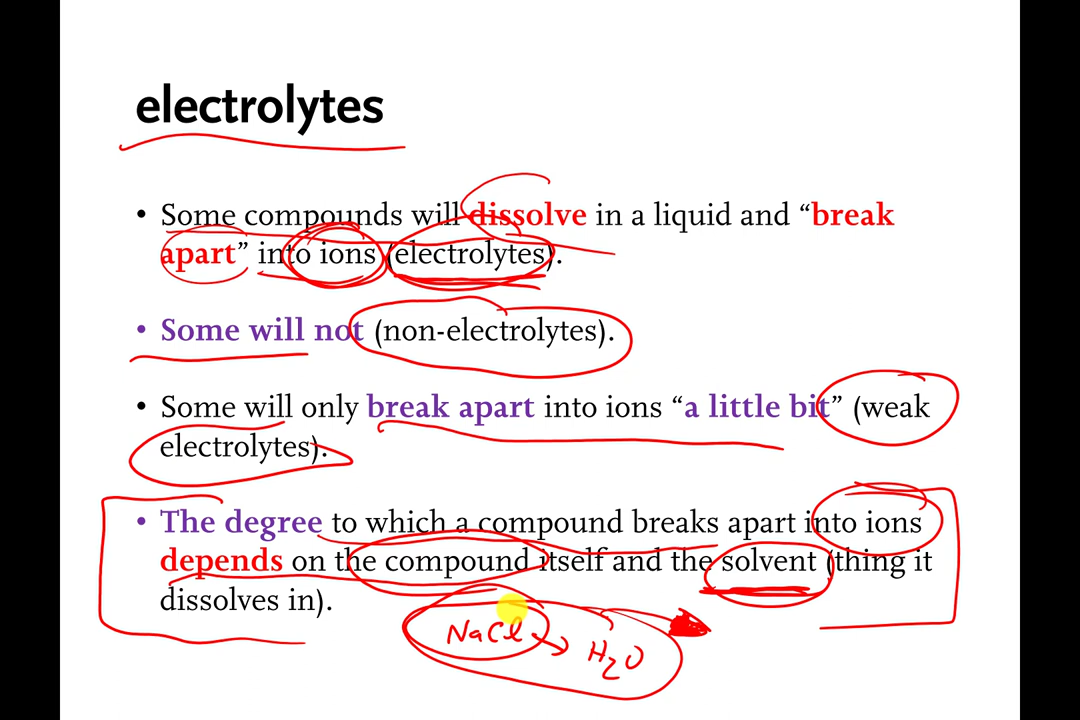 electrolytes
• Some compounds will dissolve in a liquid and “break
apart” into ions (electrolytes).
• Some will not (non-electrolytes).
• Some will only break apart into ions “a little bit” (weak
electrolytes).
• The degree to which a compound breaks apart into ions
depends on the compound itself and the solvent (thing it
dissolves in).
NaCl → H₂O